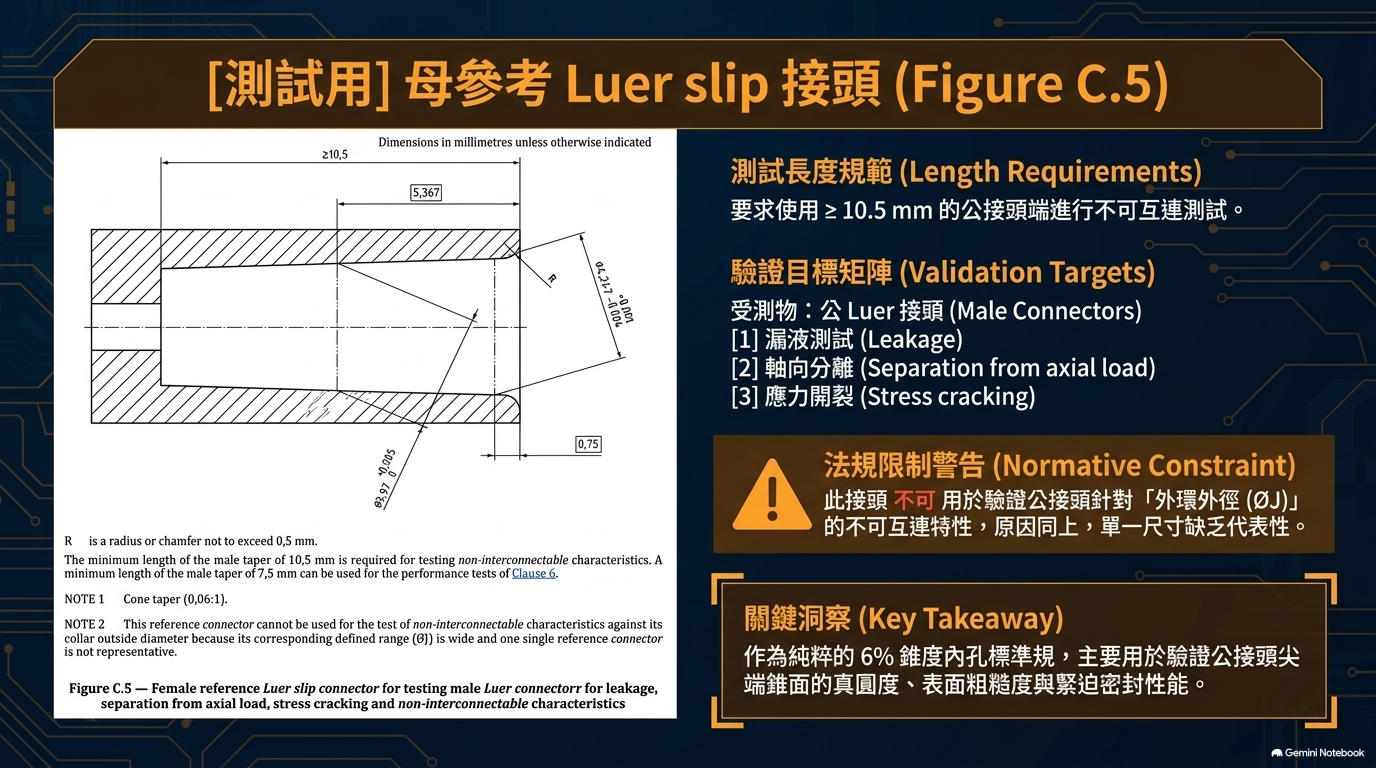 [測試用] 母參考 Luer slip 接頭 (Figure C.5)
Dimensions in millimetres unless otherwise indicated
≥10,5
5,367
R
0,75
R is a radius or chamfer not to exceed 0,5 mm.
The minimum length of the male taper of 10,5 mm is required for testing non-interconnectable characteristics. A
minimum length of the male taper of 7,5 mm can be used for the performance tests of Clause 6.
NOTE 1 Cone taper (0,06:1).
NOTE 2 This reference connector cannot be used for the test of non-interconnectable characteristics against its
collar outside diameter because its corresponding defined range (ØJ) is wide and one single reference connector
is not representative.
Figure C.5 — Female reference Luer slip connector for testing male Luer connectorr for leakage,
separation from axial load, stress cracking and non-interconnectable characteristics
測試長度規範 (Length Requirements)
要求使用 ≥ 10.5 mm 的公接頭端進行不可互連測試。
驗證目標矩陣 (Validation Targets)
受測物：公 Luer 接頭 (Male Connectors)
[1] 漏液測試 (Leakage)
[2] 軸向分離 (Separation from axial load)
[3] 應力開裂 (Stress cracking)
法規限制警告 (Normative Constraint)
此接頭 不可 用於驗證公接頭針對「外環外徑 (ØJ)」
的不可互連特性，原因同上，單一尺寸缺乏代表性。
關鍵洞察 (Key Takeaway)
作為純粹的 6% 錐度內孔標準規，主要用於驗證公接頭尖
端錐面的真圓度、表面粗糙度與緊迫密封性能。
Gemini Notebook